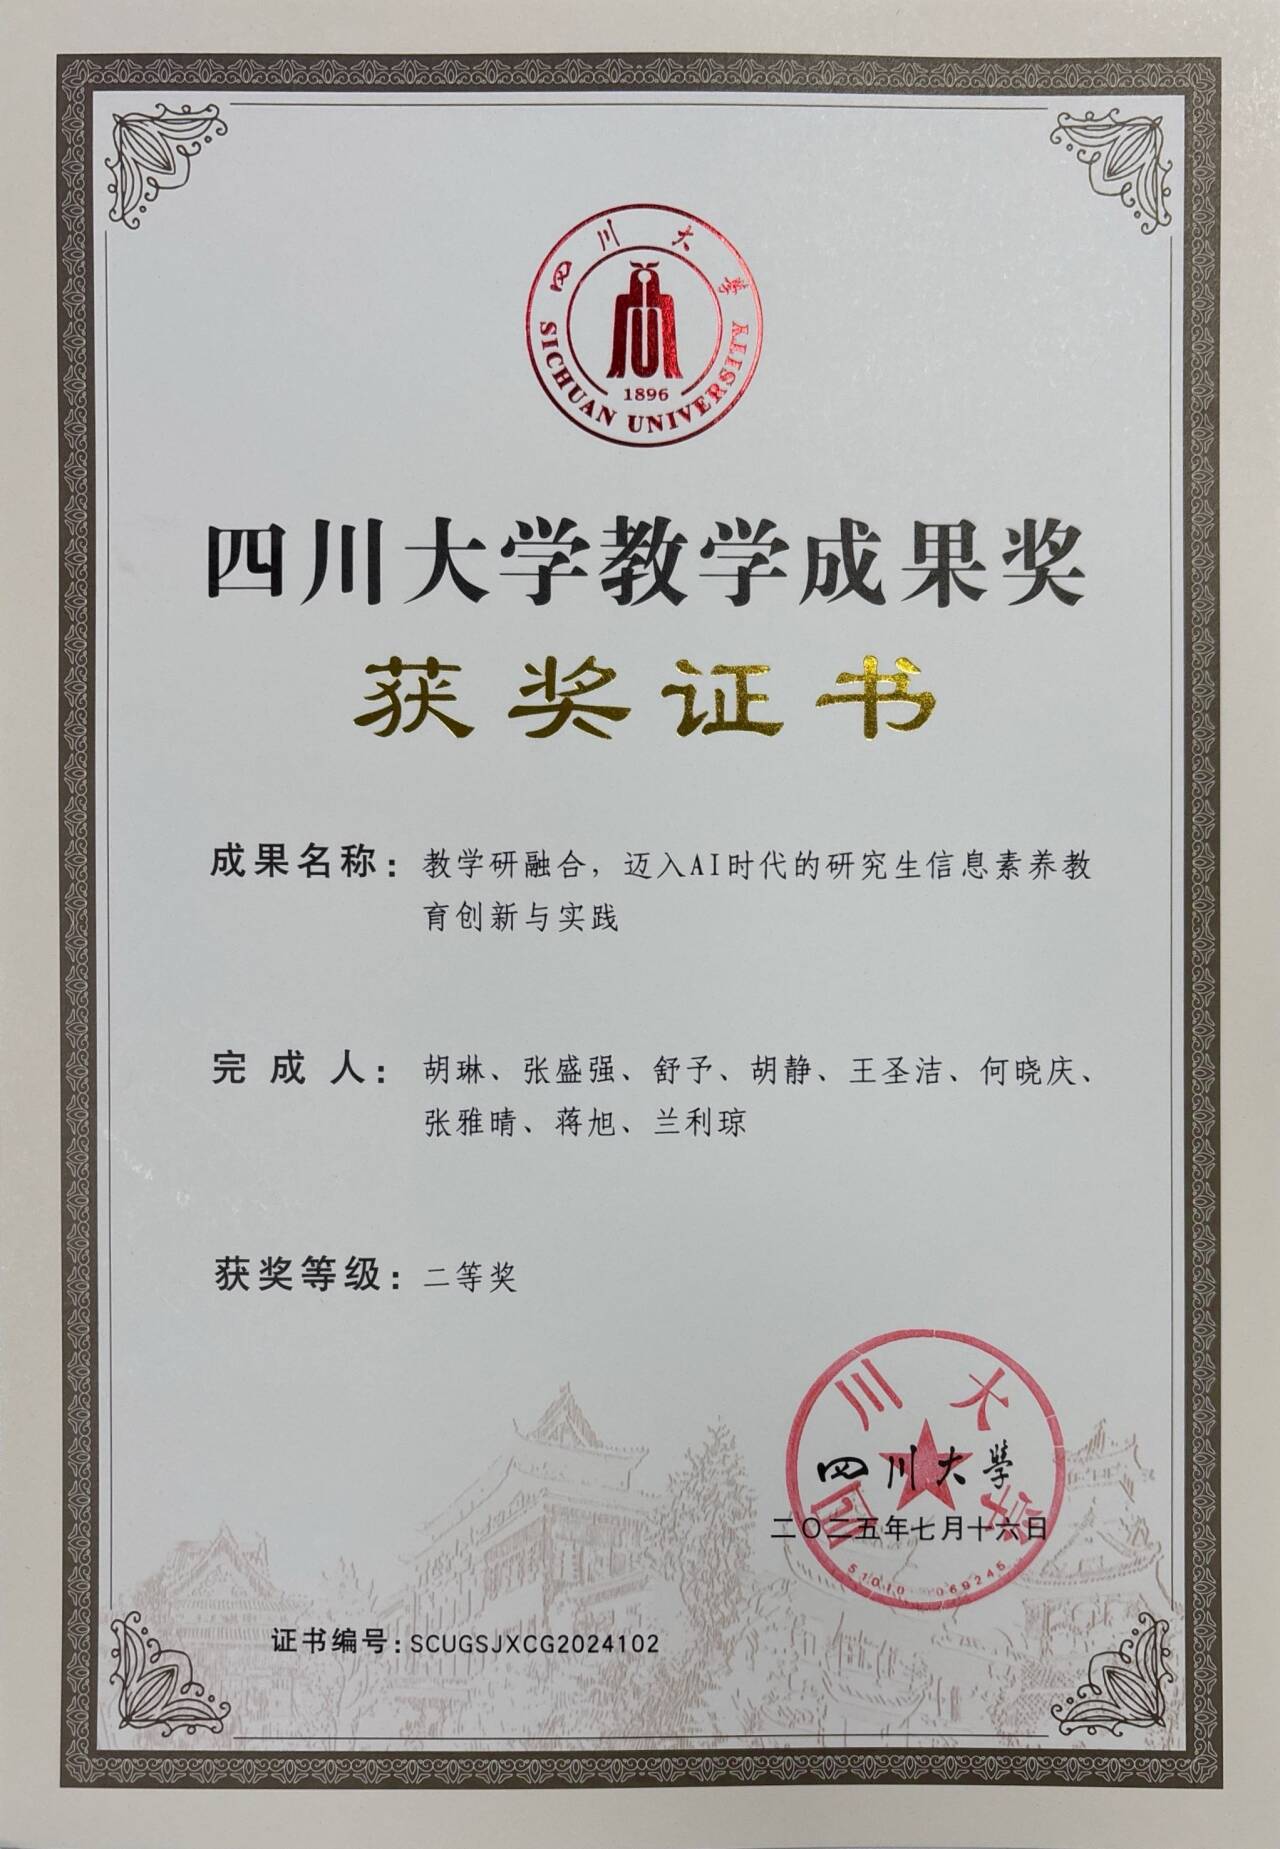 四川大学
1896
SICHUAN UNIVERSITY
四川大学教学成果奖
获奖证书
成果名称：教学研融合，迈入AI时代的研究生信息素养教
育创新与实践
完成人：胡琳、张盛强、舒予、胡静、王圣洁、何晓庆、
张雅晴、蒋旭、兰利琼
获奖等级：二等奖
四川大学
四川大學
二〇二五年七月十六日
证书编号：SCUGSJXCG2024102